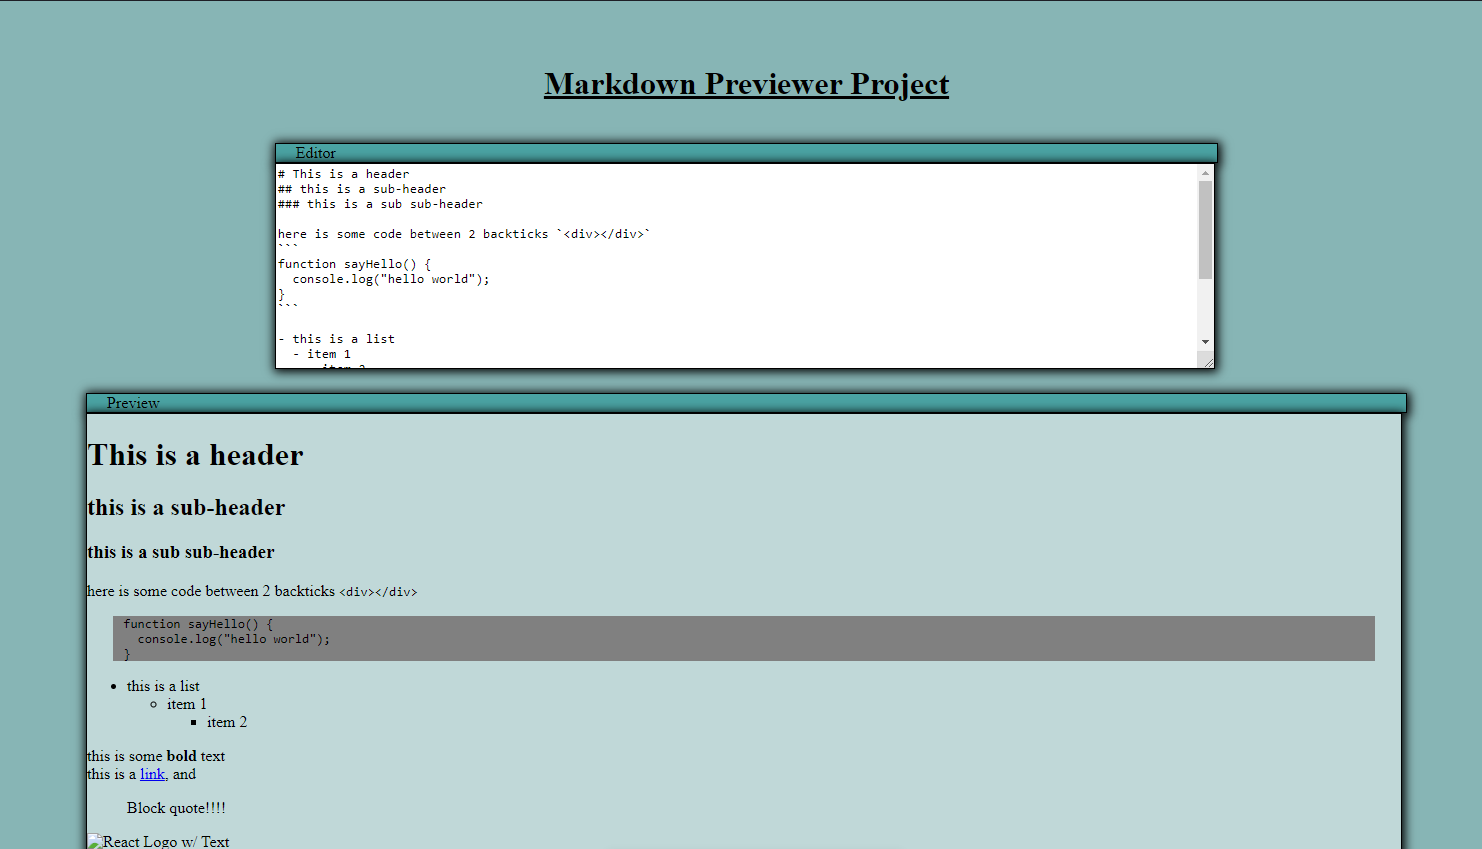 Markdown Previewer Project
Editor
# This is a header
## this is a sub-header
### this is a sub sub-header
here is some code between 2 backticks `<div></div>`
```
function sayHello() {
  console.log("hello world");
}
```
- this is a list
  - item 1
    - item 2
Preview
This is a header
this is a sub-header
this is a sub sub-header
here is some code between 2 backticks <div></div>
function sayHello() {
  console.log("hello world");
}
this is a list
item 1
item 2
this is some bold text
this is a link, and
Block quote!!!!
React Logo w/ Text